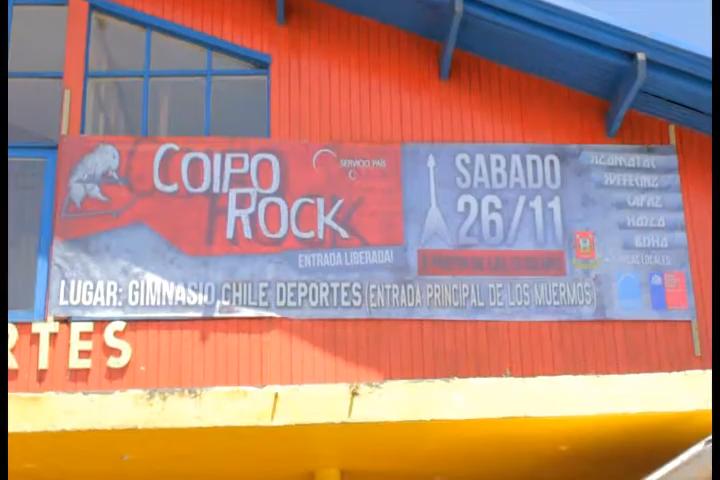 COIPO
ROCK
SERVICIO PAÍS
ENTRADA LIBERADA!
SABADO
26/11
LUGAR: GIMNASIO CHILE DEPORTES (ENTRADA PRINCIPAL DE LOS MUERMOS)
LOCALES
RTES